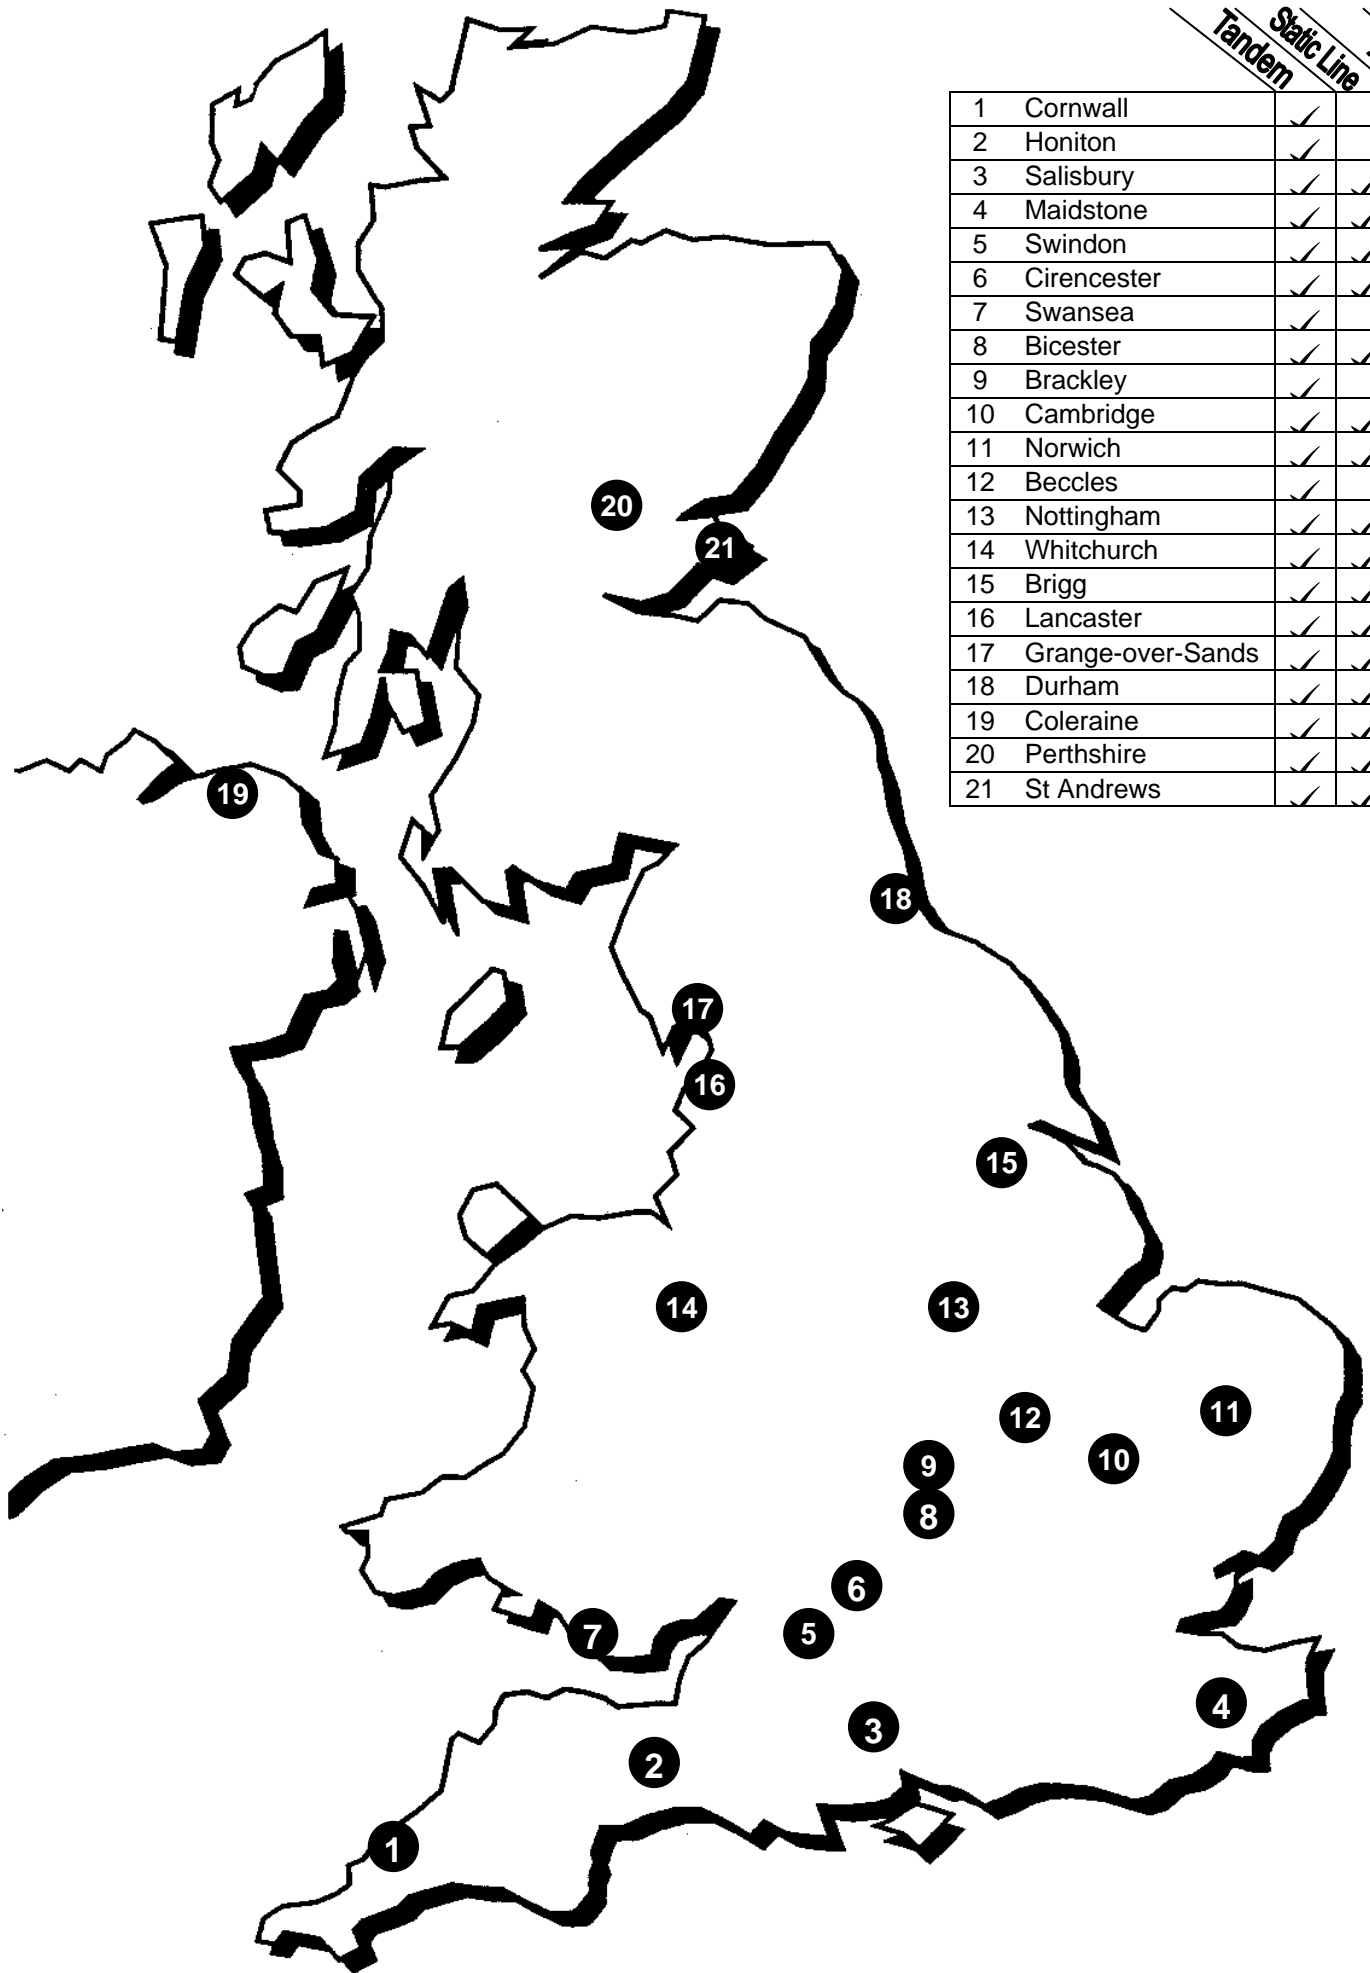 Tandem
Static Line
1 Cornwall ✓
2 Honiton ✓
3 Salisbury ✓ ✓
4 Maidstone ✓ ✓
5 Swindon ✓ ✓
6 Cirencester ✓ ✓
7 Swansea ✓
8 Bicester ✓ ✓
9 Brackley ✓
10 Cambridge ✓ ✓
11 Norwich ✓ ✓
12 Beccles ✓
13 Nottingham ✓ ✓
14 Whitchurch ✓ ✓
15 Brigg ✓ ✓
16 Lancaster ✓ ✓
17 Grange-over-Sands ✓ ✓
18 Durham ✓ ✓
19 Coleraine ✓ ✓
20 Perthshire ✓ ✓
21 St Andrews ✓ ✓
20
21
19
18
17
16
15
14
13
12
11
10
9
8
6
7
5
4
3
2
1